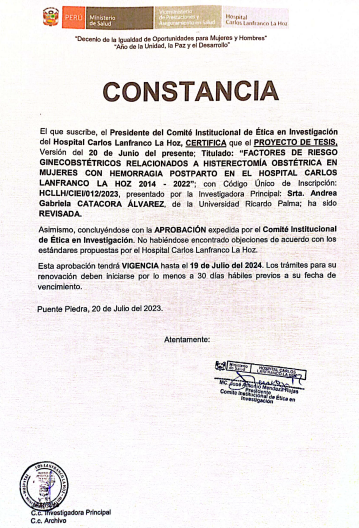 PERÚ Ministerio de Salud
Viceministerio de Prestaciones y Aseguramiento en Salud
Hospital Carlos Lanfranco La Hoz
"Decenio de la Igualdad de Oportunidades para Mujeres y Hombres"
"Año de la Unidad, la Paz y el Desarrollo"
CONSTANCIA
El que suscribe, el Presidente del Comité Institucional de Ética en Investigación
del Hospital Carlos Lanfranco La Hoz, CERTIFICA que el PROYECTO DE TESIS,
Versión del 20 de Junio del presente; Titulado: "FACTORES DE RIESGO
GINECOBSTÉTRICOS RELACIONADOS A HISTERECTOMÍA OBSTÉTRICA EN
MUJERES CON HEMORRAGIA POSTPARTO EN EL HOSPITAL CARLOS
LANFRANCO LA HOZ 2014 - 2022"; con Código Único de Inscripción:
HCLLH/CIEI/012/2023, presentado por la Investigadora Principal: Srta. Andrea
Gabriela CATACORA ÁLVAREZ, de la Universidad Ricardo Palma; ha sido
REVISADA.
Asimismo, concluyéndose con la APROBACIÓN expedida por el Comité Institucional
de Ética en Investigación. No habiéndose encontrado objeciones de acuerdo con los
estándares propuestas por el Hospital Carlos Lanfranco La Hoz.
Esta aprobación tendrá VIGENCIA hasta el 19 de Julio del 2024. Los trámites para su
renovación deben iniciarse por lo menos a 30 días hábiles previos a su fecha de
vencimiento.
Puente Piedra, 20 de Julio del 2023.
Atentamente:
HOSPITAL CARLOS
LANFRANCO LA HOZ
MC José Antonio Mendoza Rojas
Presidente
Comité Institucional de Ética en
Investigación
C.c. Investigadora Principal
C.c. Archivo